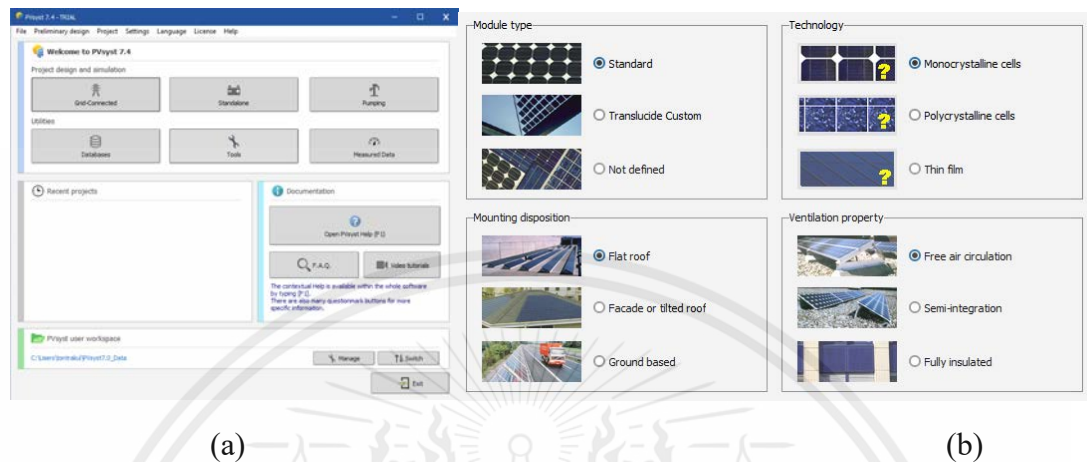 PVsyst 7.4 - TRIAL
File Preliminary design Project Settings Language License Help
Welcome to PVsyst 7.4
Project design and simulation
Grid-Connected Standalone Pumping
Utilities
Databases Tools Measured Data
Recent projects
Documentation
Open PVsyst Help (F1)
F.A.Q. Video tutorials
The contextual Help is available within the whole software
by typing [F1].
There are also many questionmark buttons for more
specific information.
PVsyst user workspace
Manage Switch
Exit
Module type
Standard
Translucide Custom
Not defined
Technology
? Monocrystalline cells
? Polycrystalline cells
? Thin film
Mounting disposition
Flat roof
Facade or tilted roof
Ground based
Ventilation property
Free air circulation
Semi-integration
Fully insulated
(a) (b)